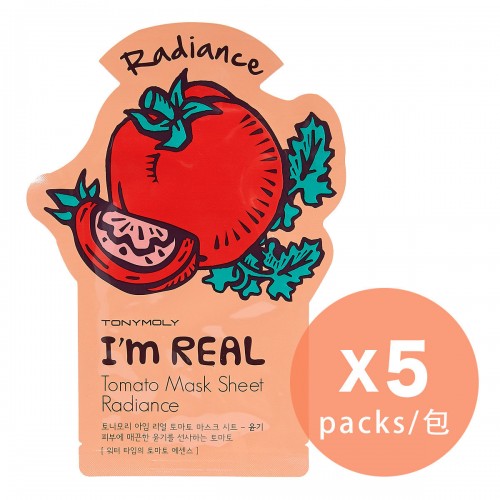 Radiance
TONYMOLY
I'm REAL
Tomato Mask Sheet
Radiance
토니모리 아임 리얼 토마토 마스크 시트 - 윤기
피부에 매끈한 윤기를 선사하는 토마토
[ 워터 타입의 토마토 에센스 ]
x5
packs/包